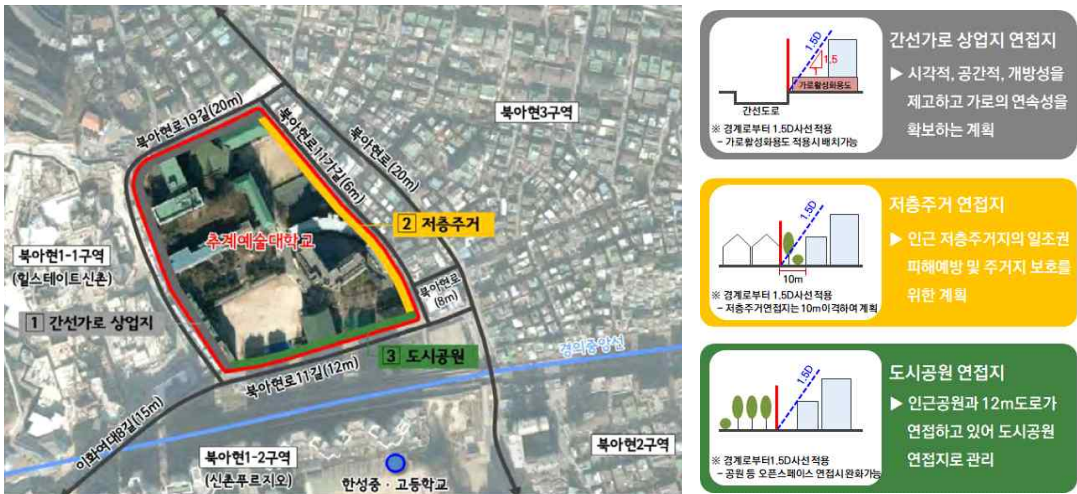 북아현로19길(20m)
북아현로11가길(6m)
북아현로(20m)
북아현3구역
추계예술대학교
2 저층주거
북아현1-1구역
(힐스테이트신촌)
북아현로
(8m)
1 간선가로 상업지
3 도시공원
경의중앙선
북아현로11길(12m)
이화여대8길(15m)
북아현1-2구역
(신촌푸르지오)
한성중·고등학교
북아현2구역
1.5D
1.5
1
가로활성화용도
간선도로
※ 경계로부터 1.5D사선 적용
- 가로활성화용도 적용시 배치가능
간선가로 상업지 연접지
▶ 시각적, 공간적, 개방성을
제고하고 가로의 연속성을
확보하는 계획
1.5D
10m
※ 경계로부터 1.5D사선 적용
- 저층주거연접지는 10m이격하여 계획
저층주거 연접지
▶ 인근 저층주거지의 일조권
피해예방 및 주거지 보호를
위한 계획
1.5D
※ 경계로부터1.5D사선 적용
- 공원 등 오픈스페이스 연접시 완화가능
도시공원 연접지
▶ 인근공원과 12m도로가
연접하고 있어 도시공원
연접지로 관리